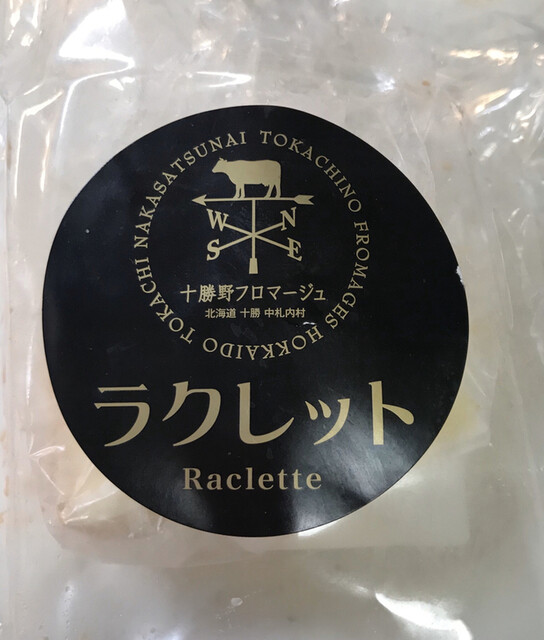 TOKACHINO FROMAGES HOKKAIDO TOKACHI NAKASATSUNAI
W N
S E
十勝野フロマージュ
北海道 十勝 中札内村
ラクレット
Raclette